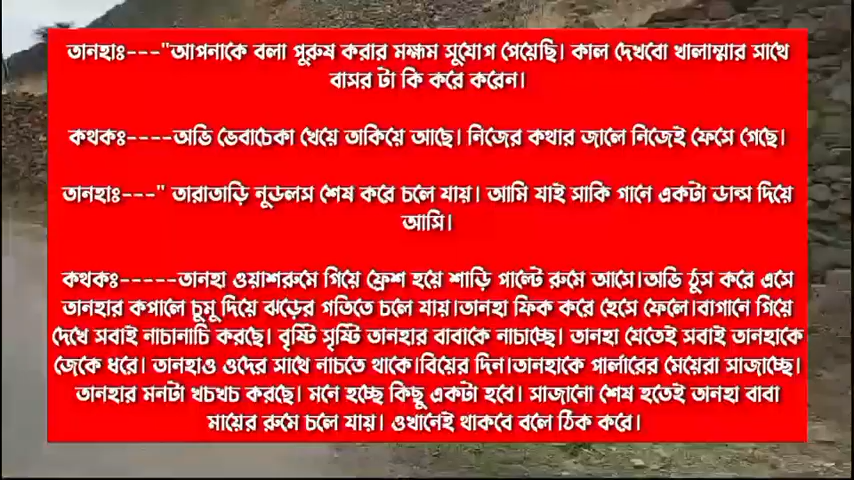 তানহাঃ---"আপনাকে বলা পুরুষ করার মক্ষম সুযোগ পেয়েছি। কাল দেখবো খালাম্মার সাথে
বাসর টা কি করে করেন।
কথকঃ----অভি ভেবাচেকা খেয়ে তাকিয়ে আছে। নিজের কথার জালে নিজেই ফেসে গেছে।
তানহাঃ---" তারাতাড়ি নূডলস শেষ করে চলে যায়। আমি যাই সাকি গানে একটা ডান্স দিয়ে
আসি।
কথকঃ-----তানহা ওয়াশরুমে গিয়ে ফ্রেশ হয়ে শাড়ি পাল্টে রুমে আসে।অভি ঠুস করে এসে
তানহার কপালে চুমু দিয়ে ঝড়ের গতিতে চলে যায়।তানহা ফিক করে হেসে ফেলে।বাগানে গিয়ে
দেখে সবাই নাচানাচি করছে। বৃষ্টি সৃষ্টি তানহার বাবাকে নাচাচ্ছে। তানহা যেতেই সবাই তানহাকে
জেকে ধরে। তানহাও ওদের সাথে নাচতে থাকে।বিয়ের দিন।তানহাকে পার্লারের মেয়েরা সাজাচ্ছে।
তানহার মনটা খচখচ করছে। মনে হচ্ছে কিছু একটা হবে। সাজানো শেষ হতেই তানহা বাবা
মায়ের রুমে চলে যায়। ওখানেই থাকবে বলে ঠিক করে।